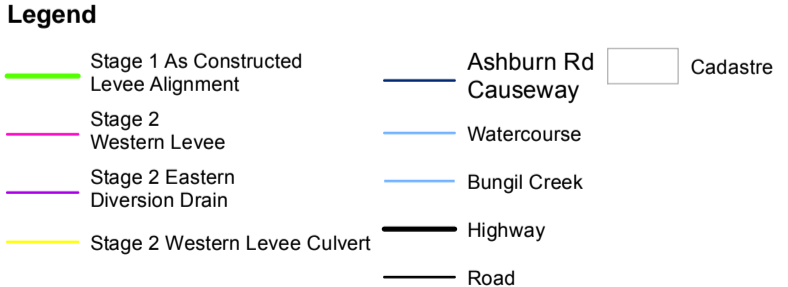 Legend
Stage 1 As Constructed
Levee Alignment
Stage 2
Western Levee
Stage 2 Eastern
Diversion Drain
Stage 2 Western Levee Culvert
Ashburn Rd
Causeway
Watercourse
Bungil Creek
Highway
Road
Cadastre